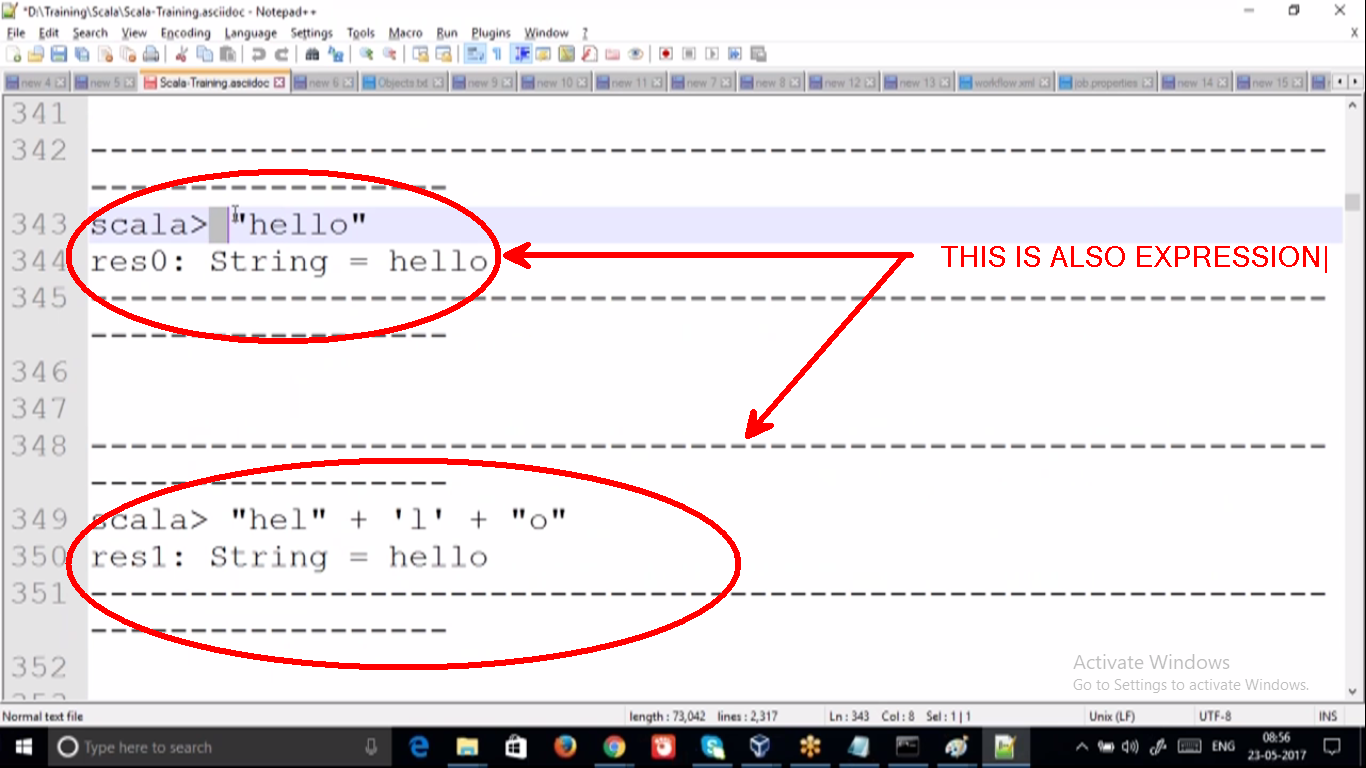 *D:\Training\Scala\Scala-Training.asciidoc - Notepad++
File Edit Search View Encoding Language Settings Tools Macro Run Plugins Window ?
X
new 4 new 5 Scala-Training.asciidoc new 6 Objects.txt new 9 new 10 new 11 new 7 new 8 new 12 new 13 workflow.xml job.properties new 14 new 15
341
342 ---------------------------------------------------------------
------------------
343 scala> "hello"
344 res0: String = hello
THIS IS ALSO EXPRESSION|
345 ---------------------------------------------------------------
------------------
346
347
348 ---------------------------------------------------------------
------------------
349 scala> "hel" + 'l' + "o"
350 res1: String = hello
351 ---------------------------------------------------------------
------------------
352
Activate Windows
Go to Settings to activate Windows.
Normal text file length : 73,042 lines : 2,317 Ln : 343 Col : 8 Sel : 1 | 1 Unix (LF) UTF-8 INS
Type here to search
ENG
08:56
23-05-2017